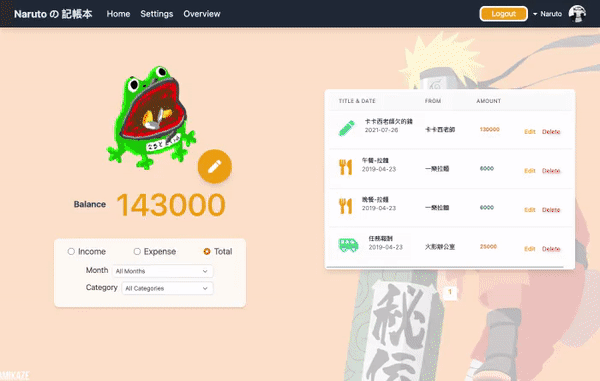 Naruto の 記帳本 Home Settings Overview Logout Naruto
Balance 143000
Income Expense Total
Month All Months
Category All Categories
TITLE & DATE FROM AMOUNT
卡卡西老師欠的錢
2021-07-26
卡卡西老師 130000 Edit Delete
午餐-拉麵
2019-04-23
一樂拉麵 6000 Edit Delete
晚餐-拉麵
2019-04-23
一樂拉麵 6000 Edit Delete
任務報酬
2019-04-23
火影辦公室 25000 Edit Delete
1
秘
伝